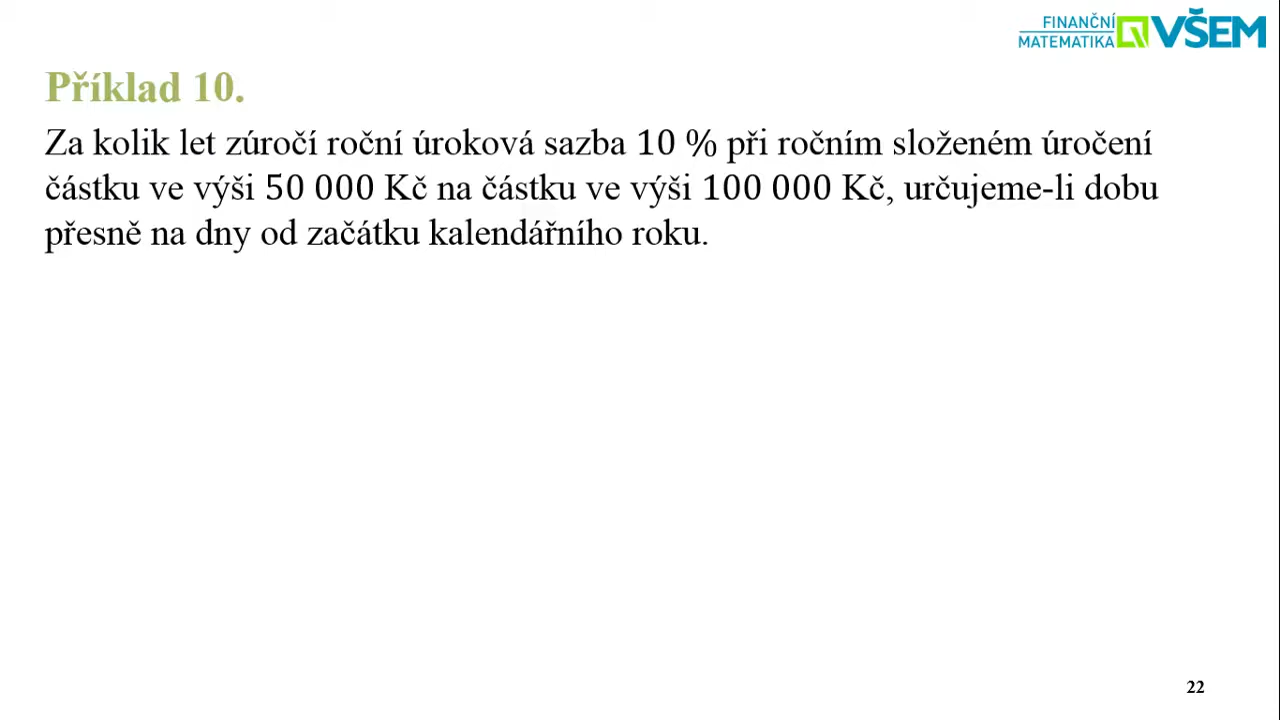 FINANČNÍ
MATEMATIKA VŠEM
Příklad 10.
Za kolik let zúročí roční úroková sazba 10 % při ročním složeném úročení
částku ve výši 50 000 Kč na částku ve výši 100 000 Kč, určujeme-li dobu
přesně na dny od začátku kalendářního roku.
22